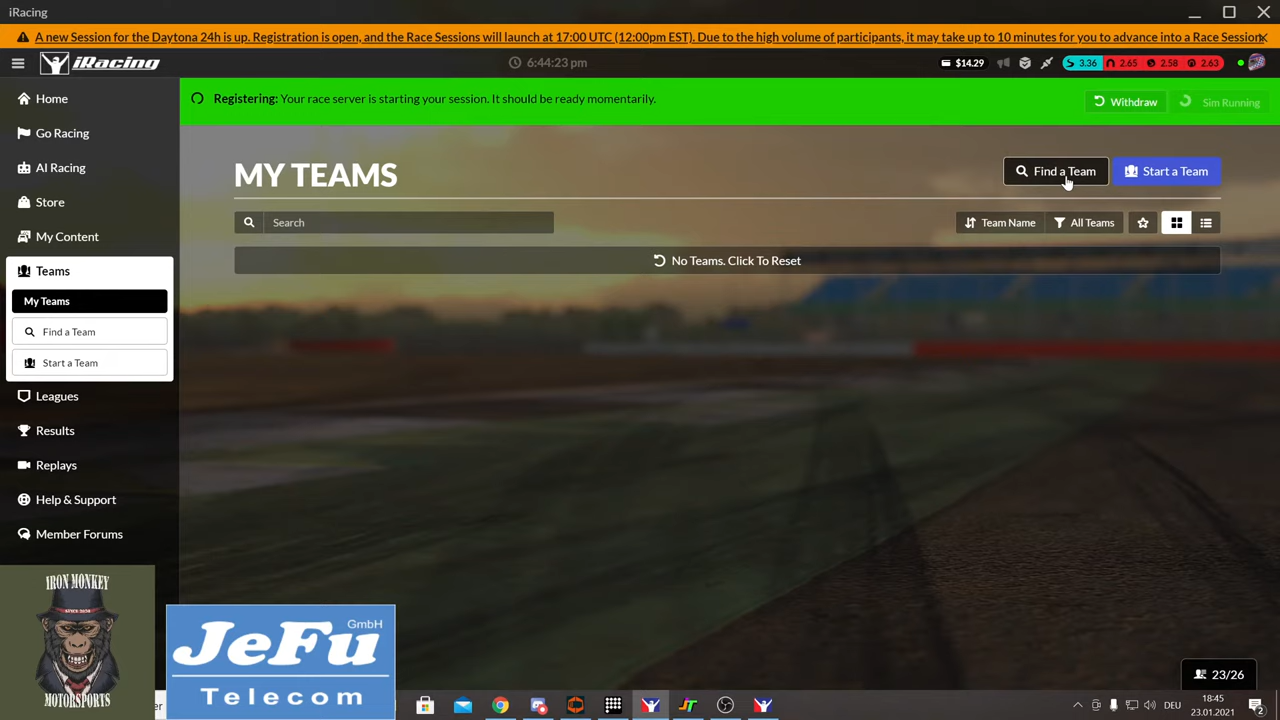 iRacing
A new Session for the Daytona 24h is up. Registration is open, and the Race Sessions will launch at 17:00 UTC (12:00pm EST). Due to the high volume of participants, it may take up to 10 minutes for you to advance into a Race Session.
iRacing
6:44:23 pm
$14.29
3.36
2.65
2.58
2.63
Registering: Your race server is starting your session. It should be ready momentarily.
Withdraw
Sim Running
Home
Go Racing
AI Racing
Store
My Content
Teams
My Teams
Find a Team
Start a Team
Leagues
Results
Replays
Help & Support
Member Forums
MY TEAMS
Find a Team
Start a Team
Search
Team Name
All Teams
No Teams. Click To Reset
IRON MONKEY
MOTORSPORTS
JeFu GmbH
Telecom
23/26
DEU
18:45
23.01.2021
2